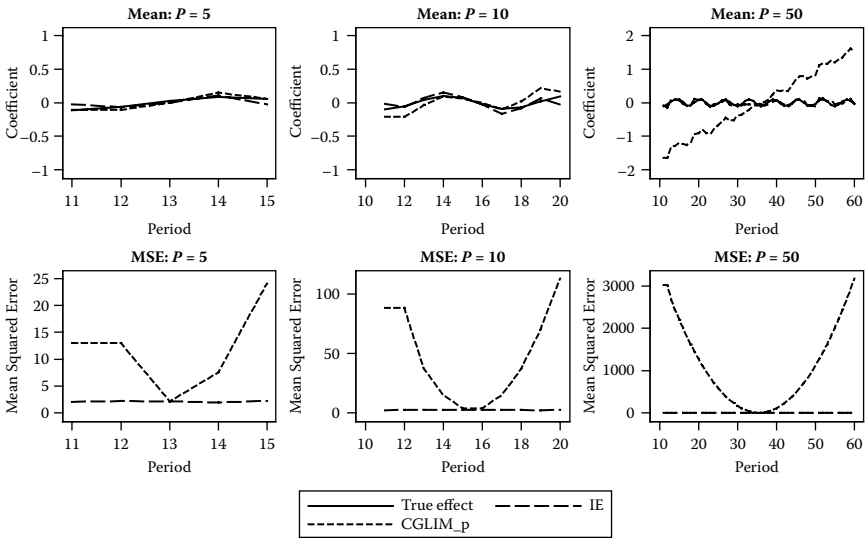 Mean: P = 5
Mean: P = 10
Mean: P = 50
Coefficient
1
0.5
0
−0.5
−1
11
12
13
14
15
Period
Coefficient
1
0.5
0
−0.5
−1
10
12
14
16
18
20
Period
Coefficient
2
1
0
−1
−2
10
20
30
40
50
60
Period
MSE: P = 5
MSE: P = 10
MSE: P = 50
Mean Squared Error
25
20
15
10
5
0
11
12
13
14
15
Period
Mean Squared Error
100
50
0
10
12
14
16
18
20
Period
Mean Squared Error
3000
2000
1000
0
10
20
30
40
50
60
Period
True effect
IE
CGLIM_p